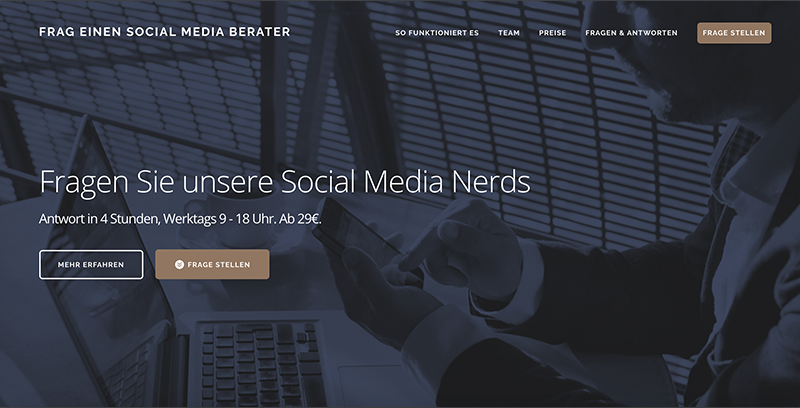 FRAG EINEN SOCIAL MEDIA BERATER
SO FUNKTIONIERT ES
TEAM
PREISE
FRAGEN & ANTWORTEN
FRAGE STELLEN
Fragen Sie unsere Social Media Nerds
Antwort in 4 Stunden, Werktags 9 - 18 Uhr. Ab 29€.
MEHR ERFAHREN
FRAGE STELLEN